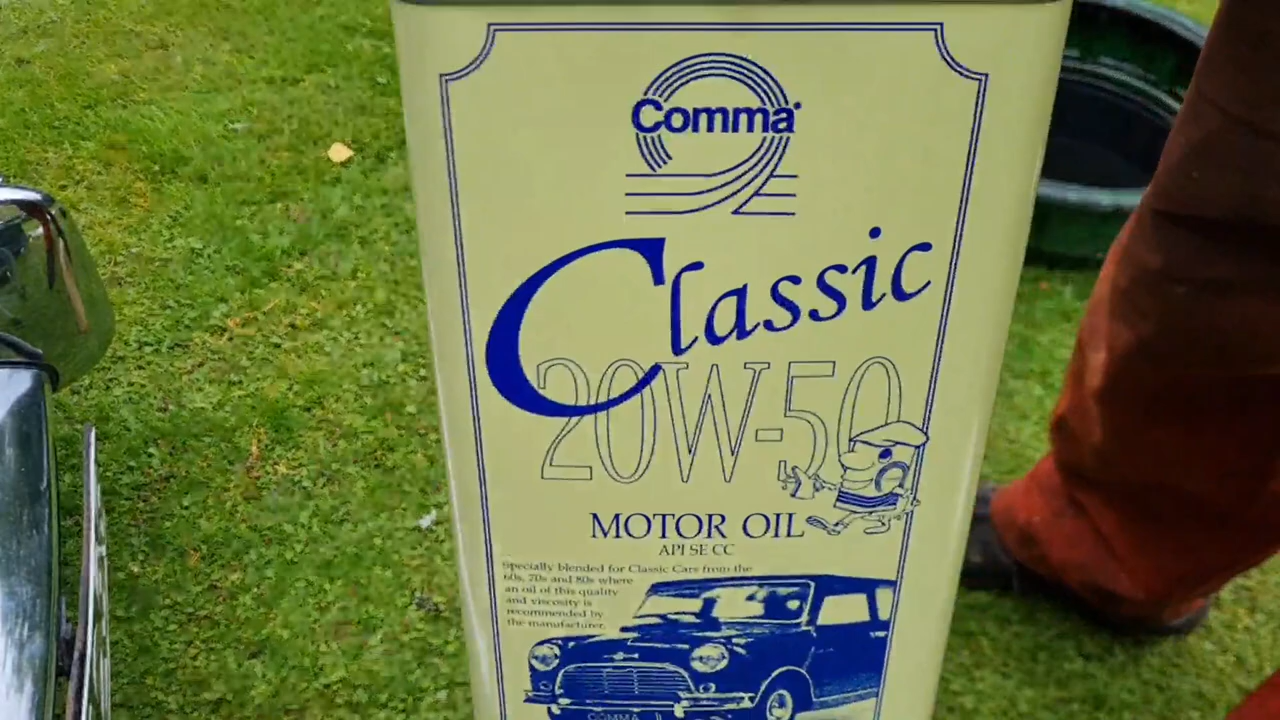 Comma
Classic
20W-50
MOTOR OIL
API SE CC
Specially blended for Classic Cars from the
60s, 70s and 80s where
an oil of this quality
and viscosity is
recommended by
the manufacturer.
COMMA